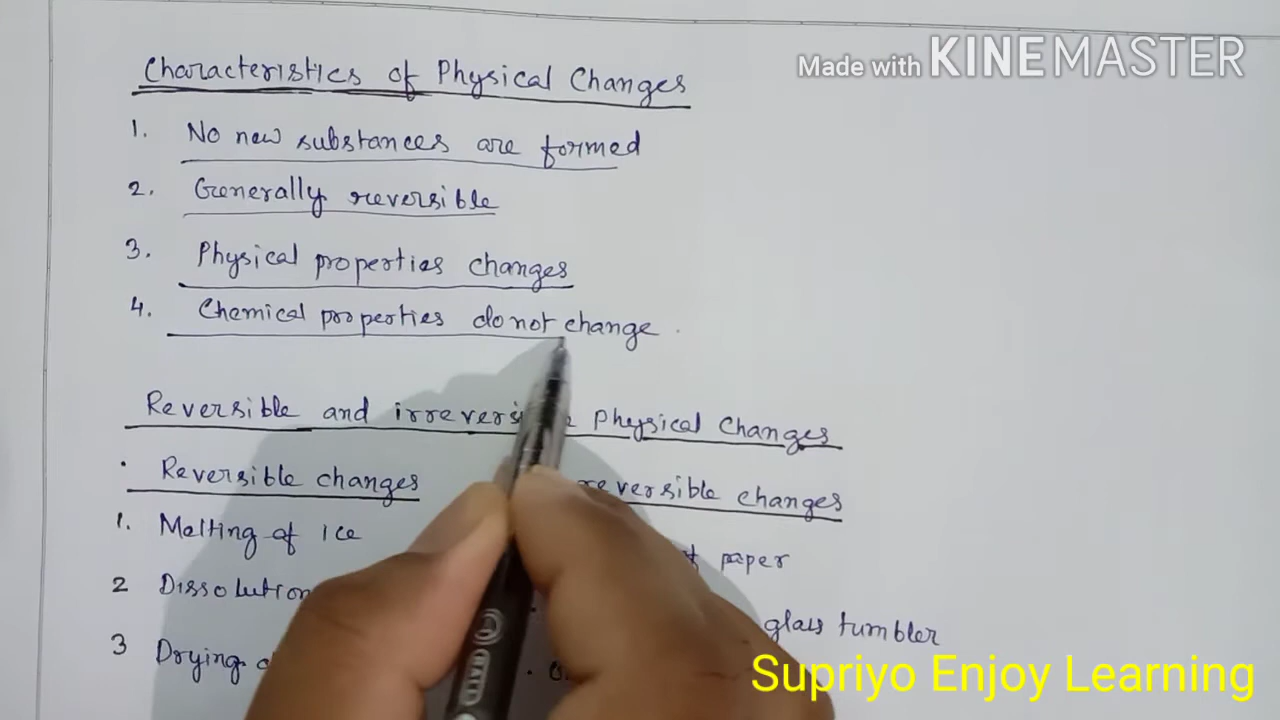 Made with KINEMASTER
Characteristics of Physical Changes
1. No new substances are formed
2. Generally reversible
3. Physical properties changes
4. Chemical properties do not change.
Reversible and Physical Changes
. Reversible changes reversible changes
1. Melting of ice paper
2 Dissolution glass tumbler
3 Drying
Supriyo Enjoy Learning